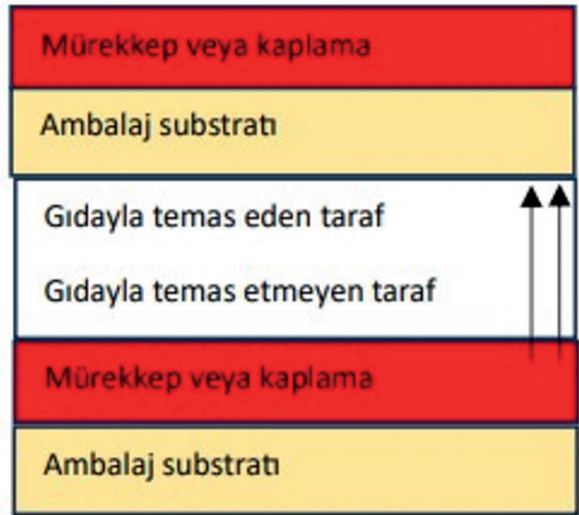 Mürekkep veya kaplama
Ambalaj substratı
Gıdayla temas eden taraf
Gıdayla temas etmeyen taraf
Mürekkep veya kaplama
Ambalaj substratı